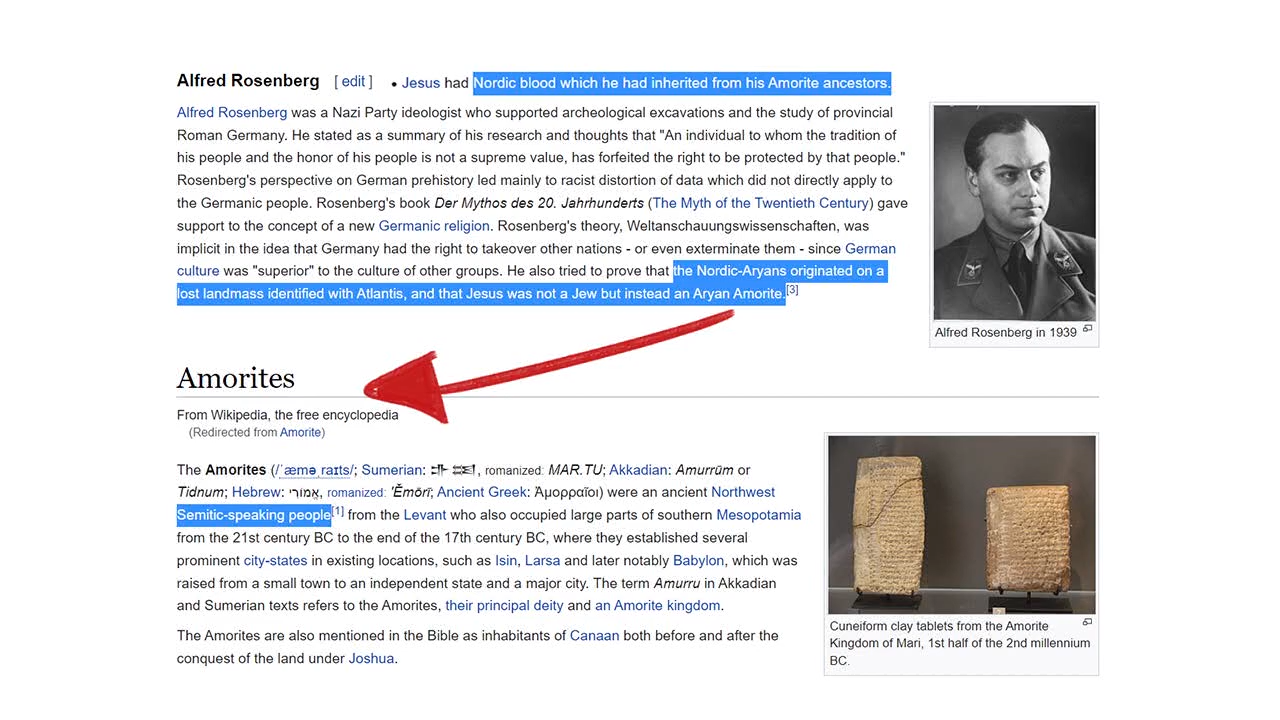 Alfred Rosenberg [ edit ] • Jesus had Nordic blood which he had inherited from his Amorite ancestors.
Alfred Rosenberg was a Nazi Party ideologist who supported archeological excavations and the study of provincial
Roman Germany. He stated as a summary of his research and thoughts that "An individual to whom the tradition of
his people and the honor of his people is not a supreme value, has forfeited the right to be protected by that people."
Rosenberg's perspective on German prehistory led mainly to racist distortion of data which did not directly apply to
the Germanic people. Rosenberg's book Der Mythos des 20. Jahrhunderts (The Myth of the Twentieth Century) gave
support to the concept of a new Germanic religion. Rosenberg's theory, Weltanschauungswissenschaften, was
implicit in the idea that Germany had the right to takeover other nations - or even exterminate them - since German
culture was "superior" to the culture of other groups. He also tried to prove that the Nordic-Aryans originated on a
lost landmass identified with Atlantis, and that Jesus was not a Jew but instead an Aryan Amorite.[3]
Alfred Rosenberg in 1939
Amorites
From Wikipedia, the free encyclopedia
(Redirected from Amorite)
The Amorites (/ˈæməˌraɪts/; Sumerian: 𒈥𒌅, romanized: MAR.TU; Akkadian: Amurrūm or
Tidnum; Hebrew: אֱמוֹרִי, romanized: ʾĔmōrī; Ancient Greek: Ἀμορραῖοι) were an ancient Northwest
Semitic-speaking people[1] from the Levant who also occupied large parts of southern Mesopotamia
from the 21st century BC to the end of the 17th century BC, where they established several
prominent city-states in existing locations, such as Isin, Larsa and later notably Babylon, which was
raised from a small town to an independent state and a major city. The term Amurru in Akkadian
and Sumerian texts refers to the Amorites, their principal deity and an Amorite kingdom.
The Amorites are also mentioned in the Bible as inhabitants of Canaan both before and after the
conquest of the land under Joshua.
Cuneiform clay tablets from the Amorite
Kingdom of Mari, 1st half of the 2nd millennium
BC.